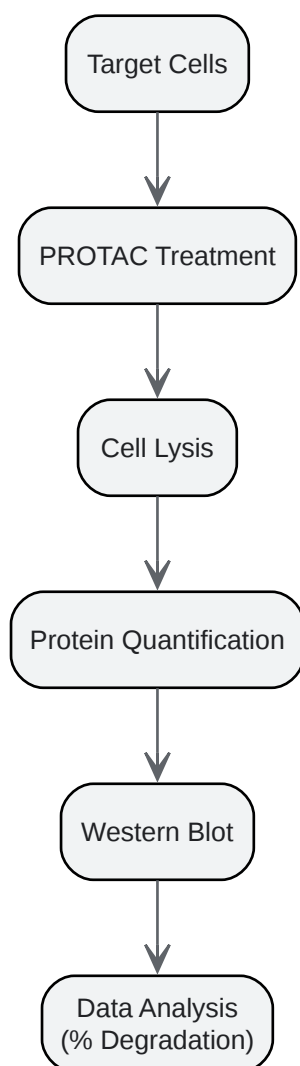 Target Cells
PROTAC Treatment
Cell Lysis
Protein Quantification
Western Blot
Data Analysis
(% Degradation)